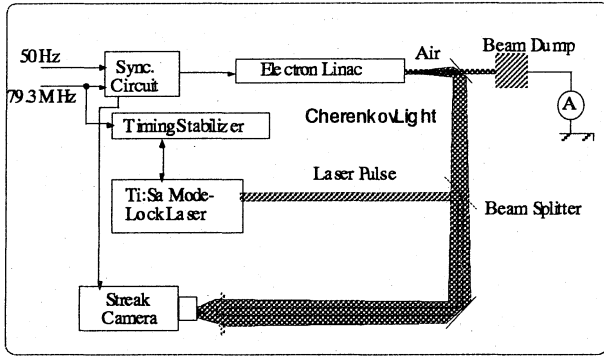 50Hz
79.3MHz
Sync.
Circuit
Electron Linac
Air
Beam Dump
A
Timing Stabilizer
Cherenkov Light
Ti:Sa Mode-
Lock Laser
Laser Pulse
Beam Splitter
Streak
Camera